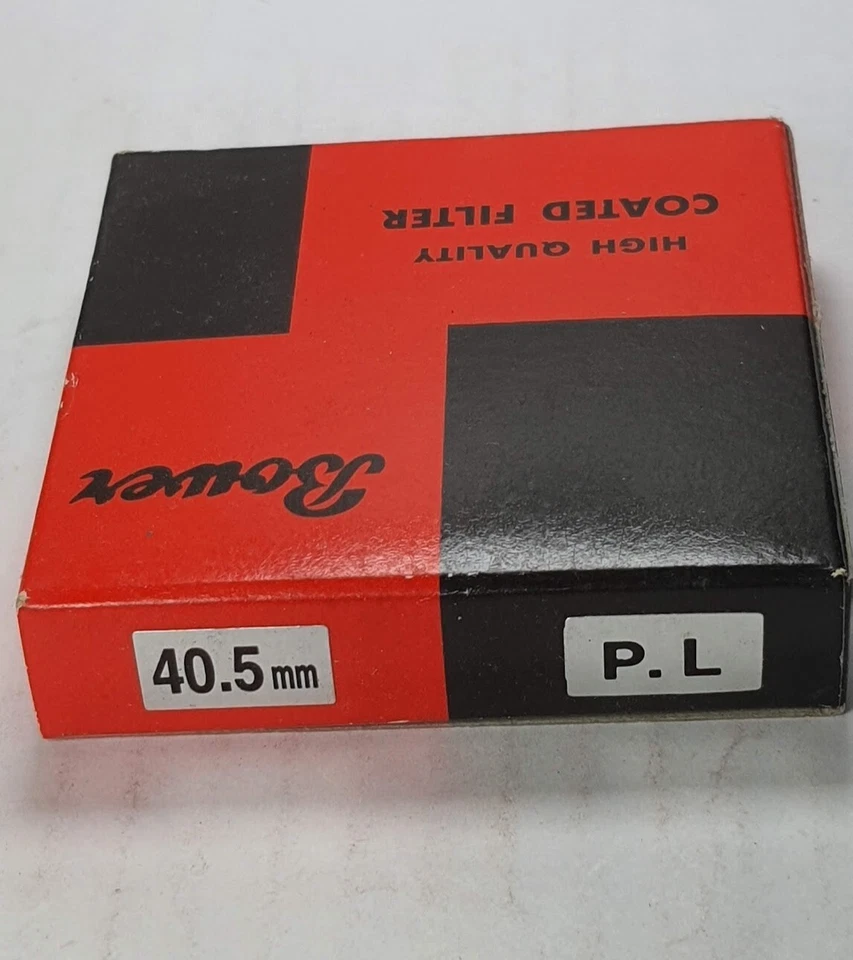 HIGH QUALITY
COATED FILTER
Bower
40.5mm
P.L